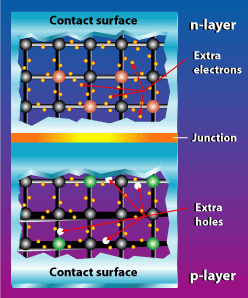 Contact surface
n-layer
Extra
electrons
Junction
Extra
holes
Contact surface
p-layer